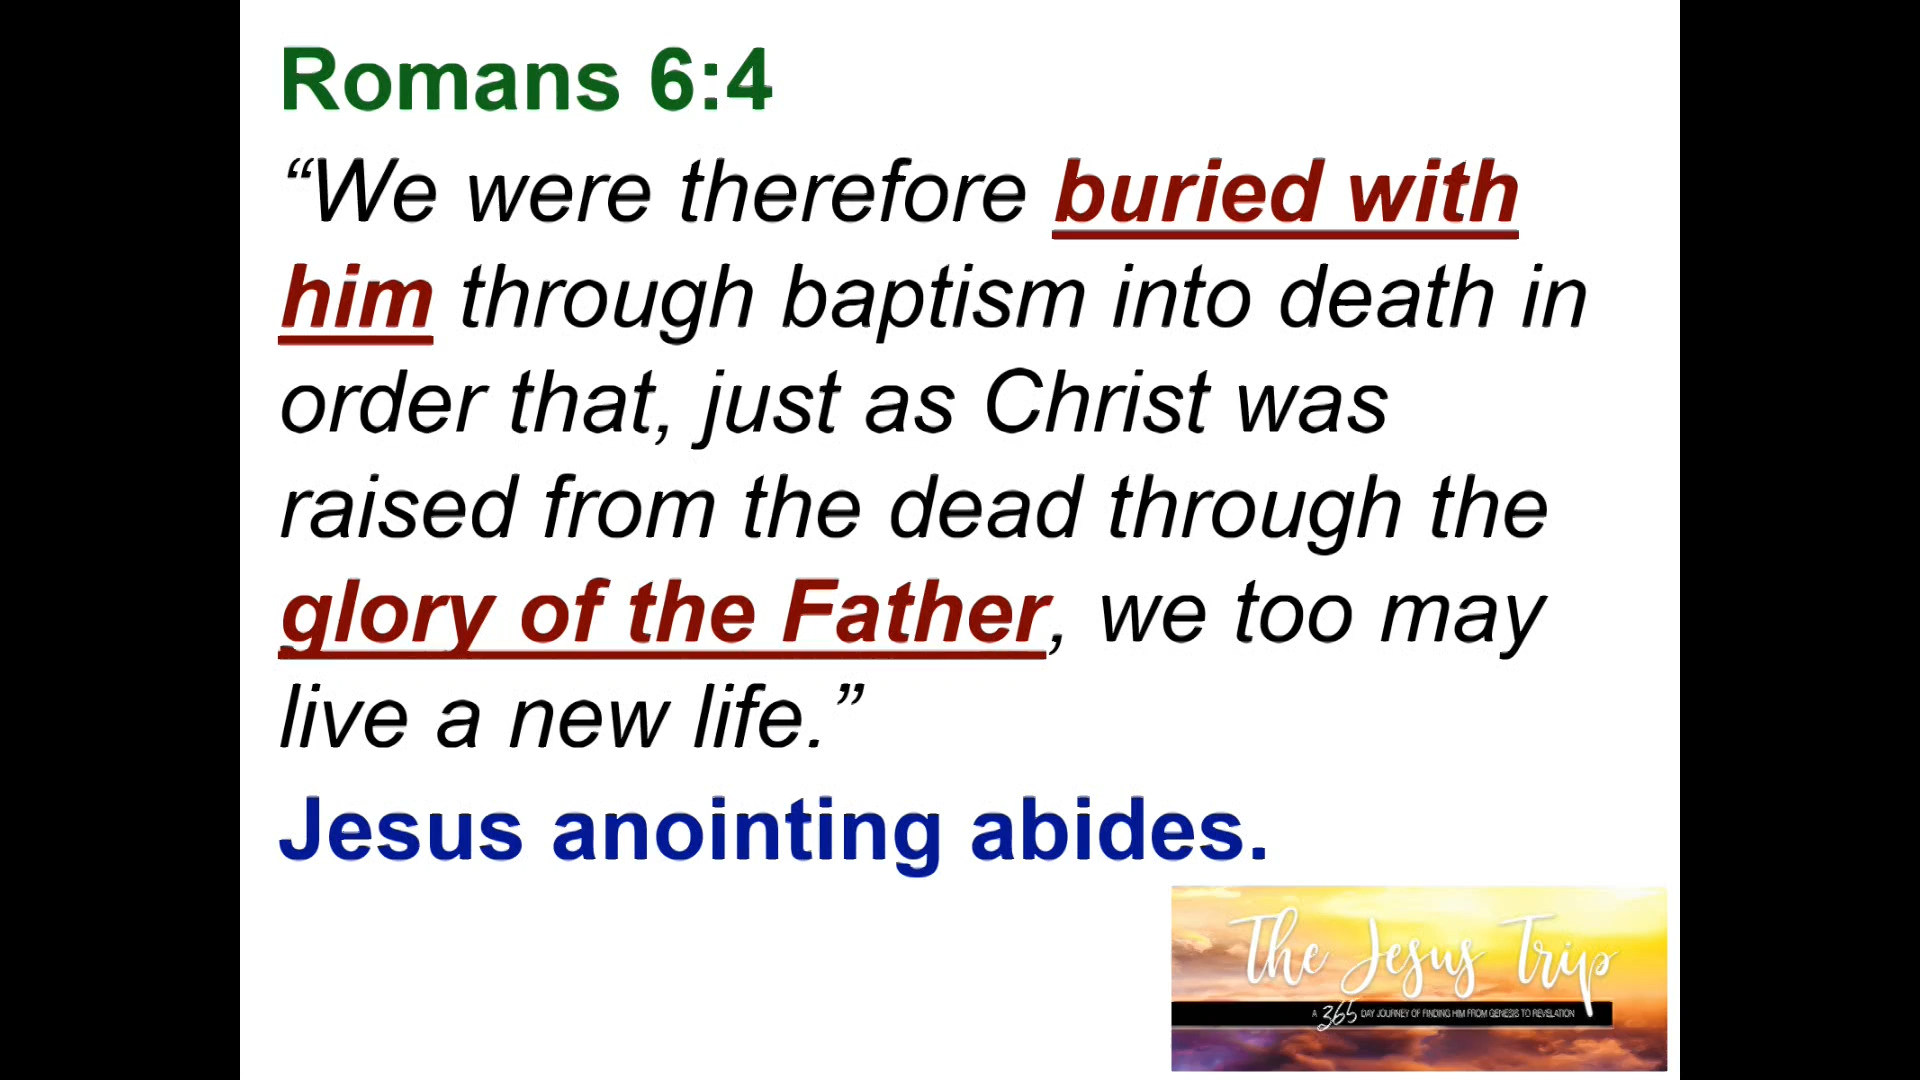 Romans 6:4
“We were therefore buried with
him through baptism into death in
order that, just as Christ was
raised from the dead through the
glory of the Father, we too may
live a new life.”
Jesus anointing abides.
The Jesus Trip
A 365 DAY JOURNEY OF FINDING HIM FROM GENESIS TO REVELATION